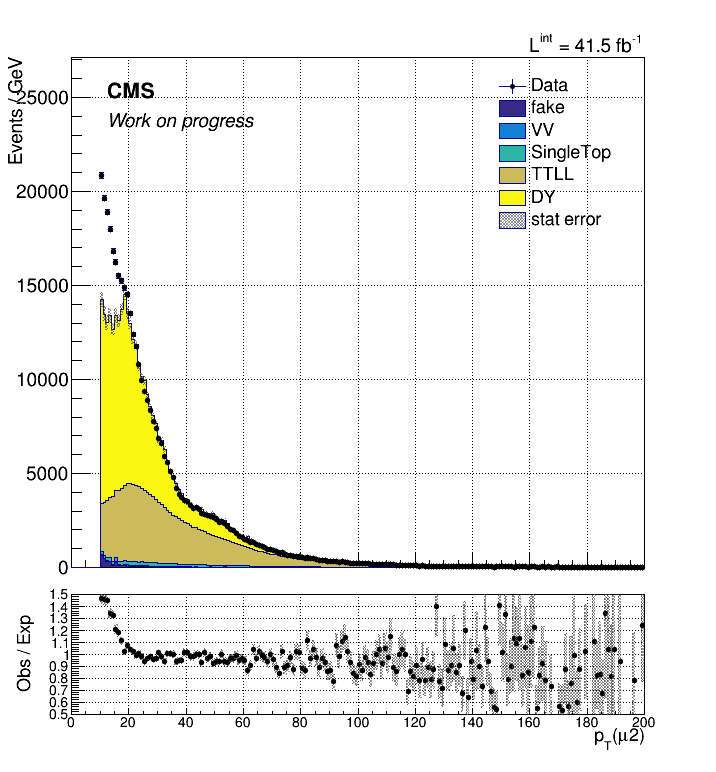 L^int = 41.5 fb^-1
Events / GeV
CMS
Work on progress
Data
fake
VV
SingleTop
TTLL
DY
stat error
25000
20000
15000
10000
5000
0
Obs / Exp
1.5
1.4
1.3
1.2
1.1
1
0.9
0.8
0.7
0.6
0.5
0 20 40 60 80 100 120 140 160 180 200
p_T(μ2)